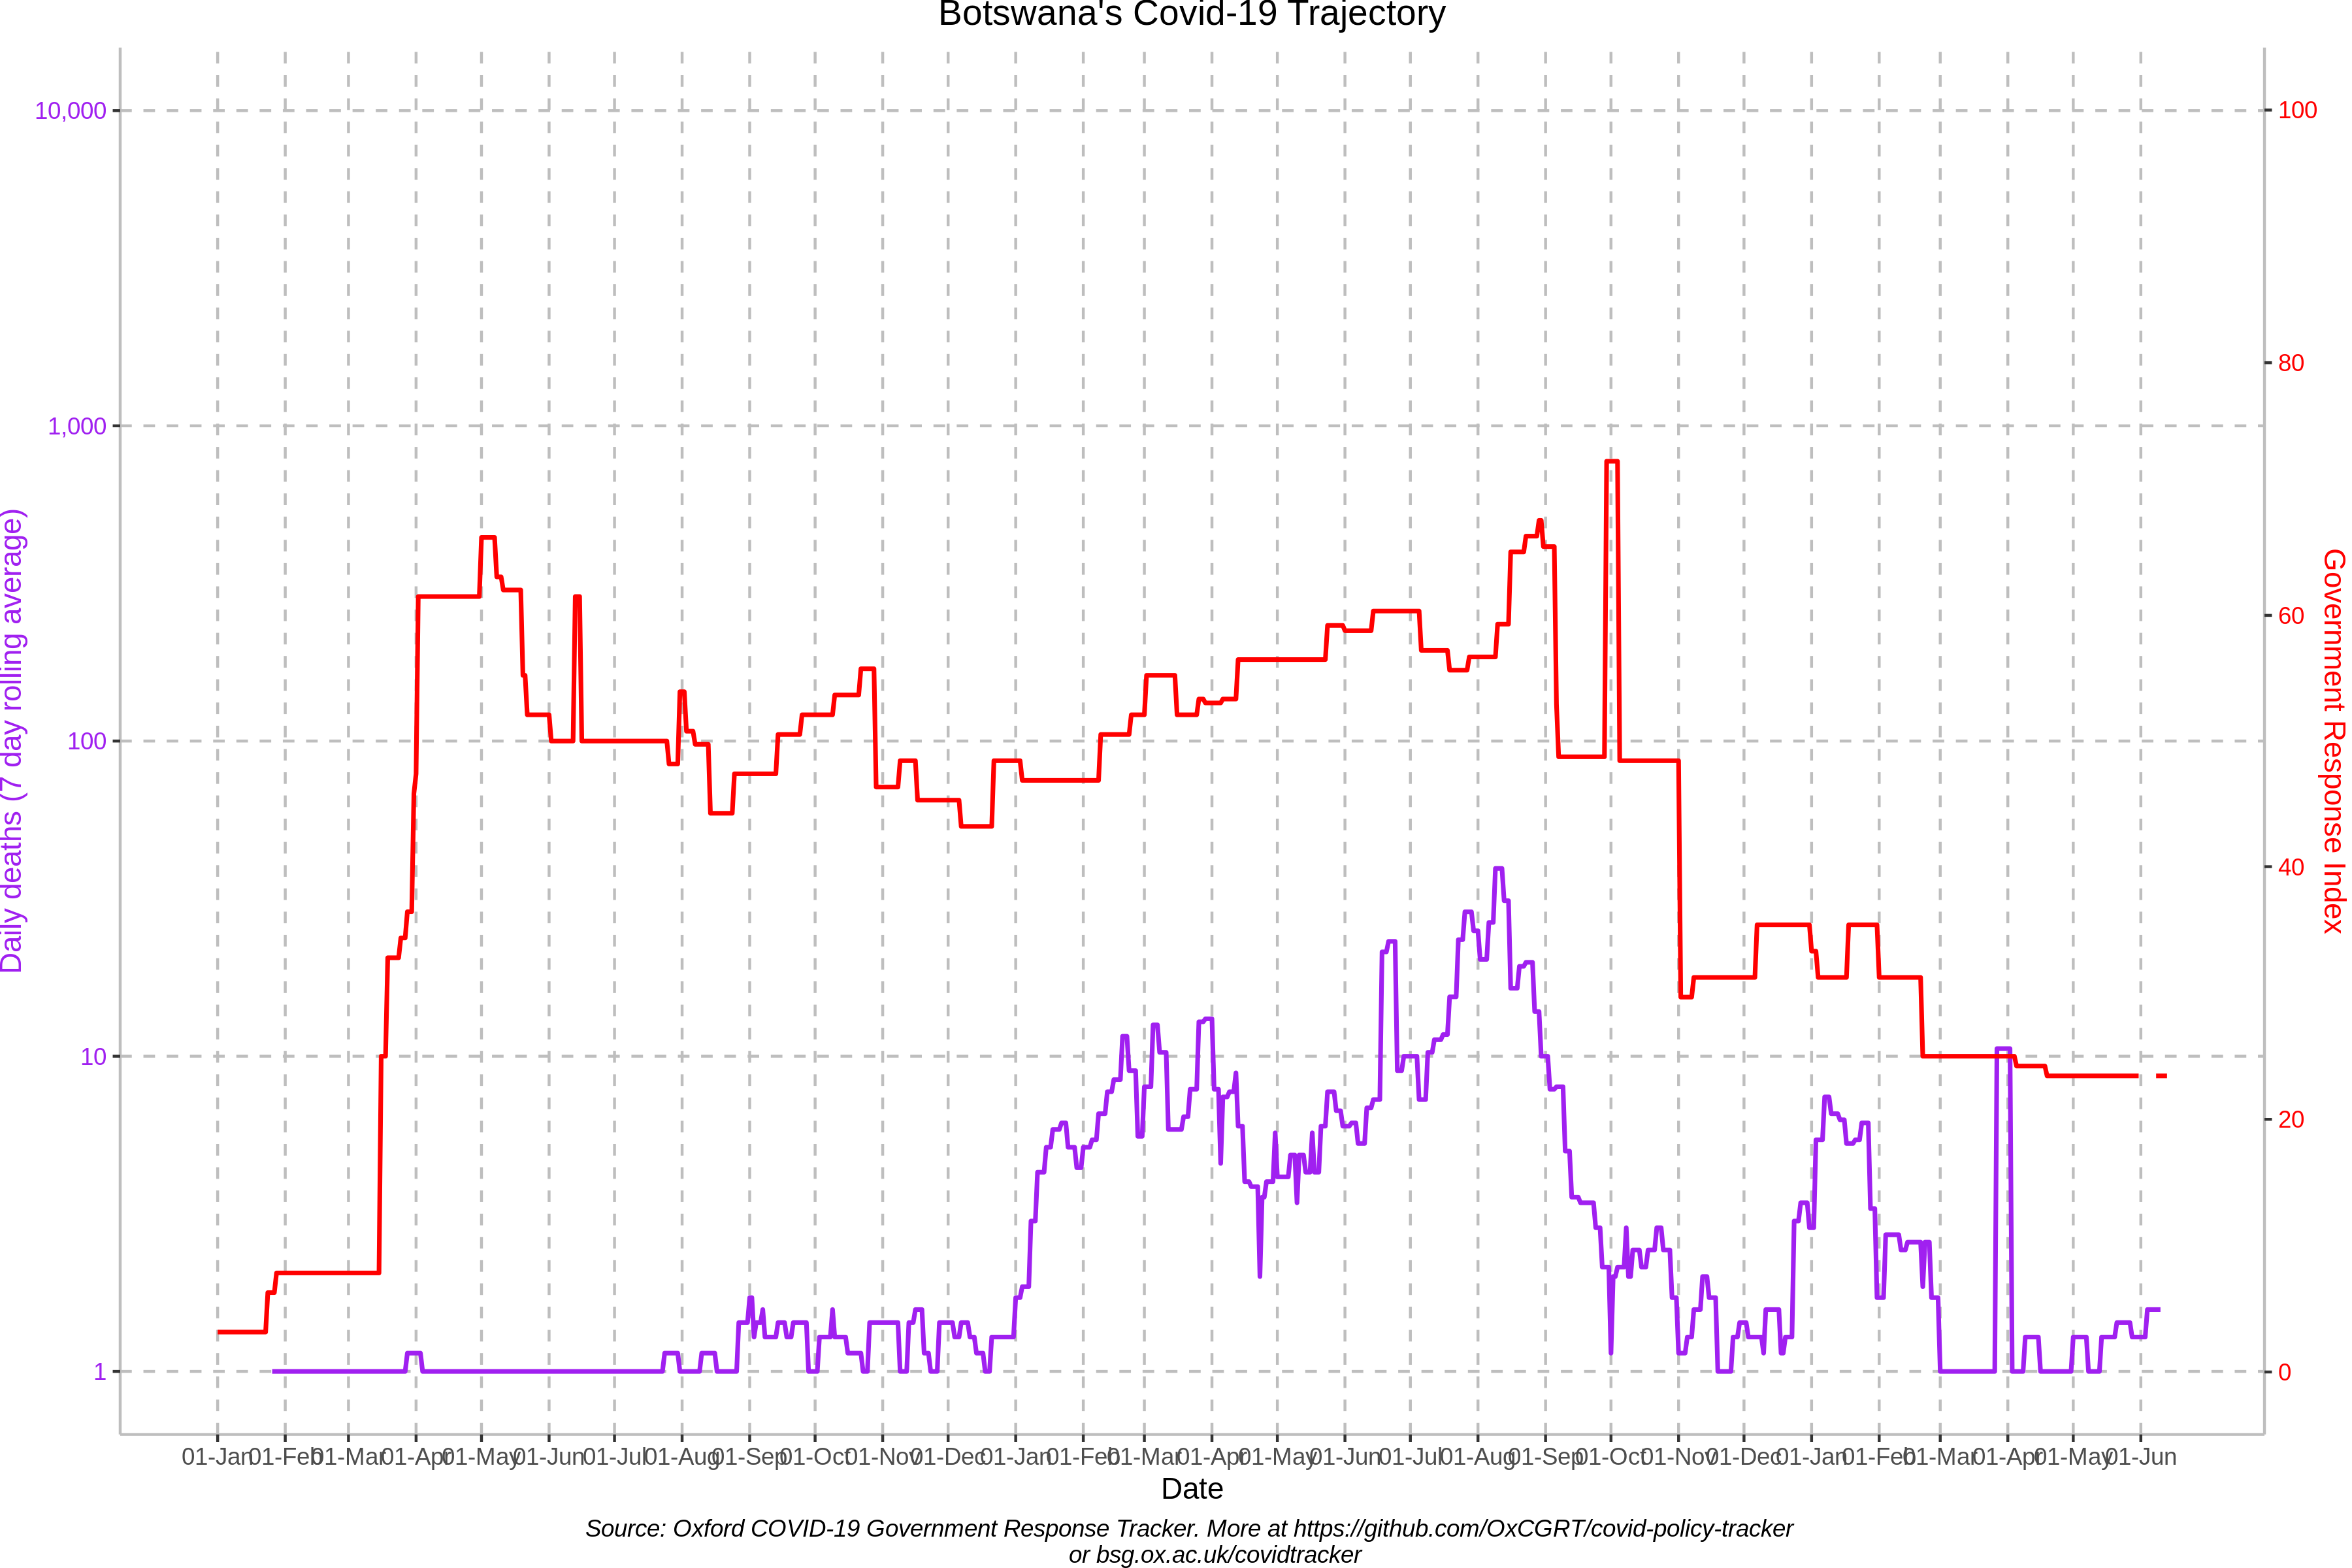 Botswana's Covid-19 Trajectory
10,000
1,000
100
10
1
Daily deaths (7 day rolling average)
100
80
60
40
20
0
Government Response Index
01-Jan 01-Feb 01-Mar 01-Apr 01-May 01-Jun 01-Jul 01-Aug 01-Sep 01-Oct 01-Nov 01-Dec 01-Jan 01-Feb 01-Mar 01-Apr 01-May 01-Jun 01-Jul 01-Aug 01-Sep 01-Oct 01-Nov 01-Dec 01-Jan 01-Feb 01-Mar 01-Apr 01-May 01-Jun
Date
Source: Oxford COVID-19 Government Response Tracker. More at https://github.com/OxCGRT/covid-policy-tracker
or bsg.ox.ac.uk/covidtracker